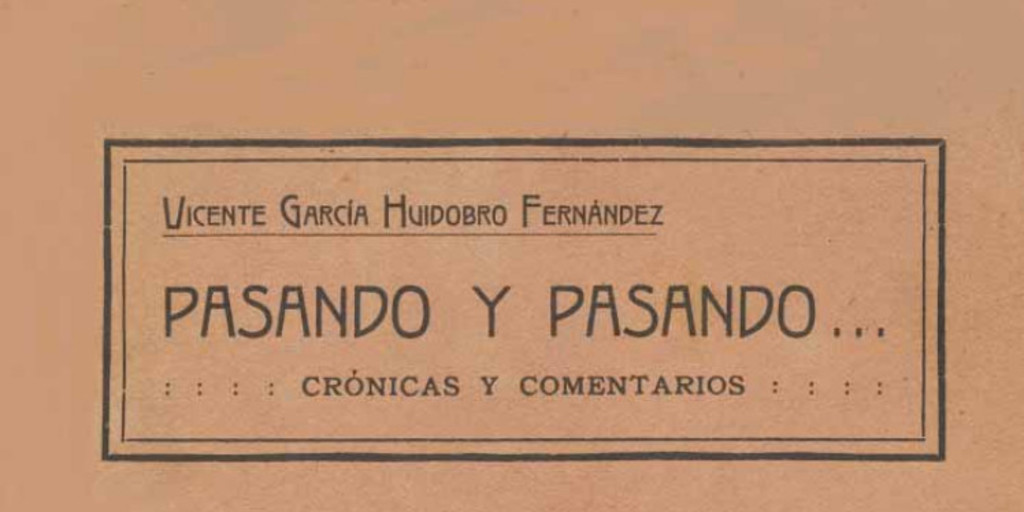 Vicente García Huidobro Fernández
PASANDO Y PASANDO...
: : : : CRÓNICAS Y COMENTARIOS : : : :